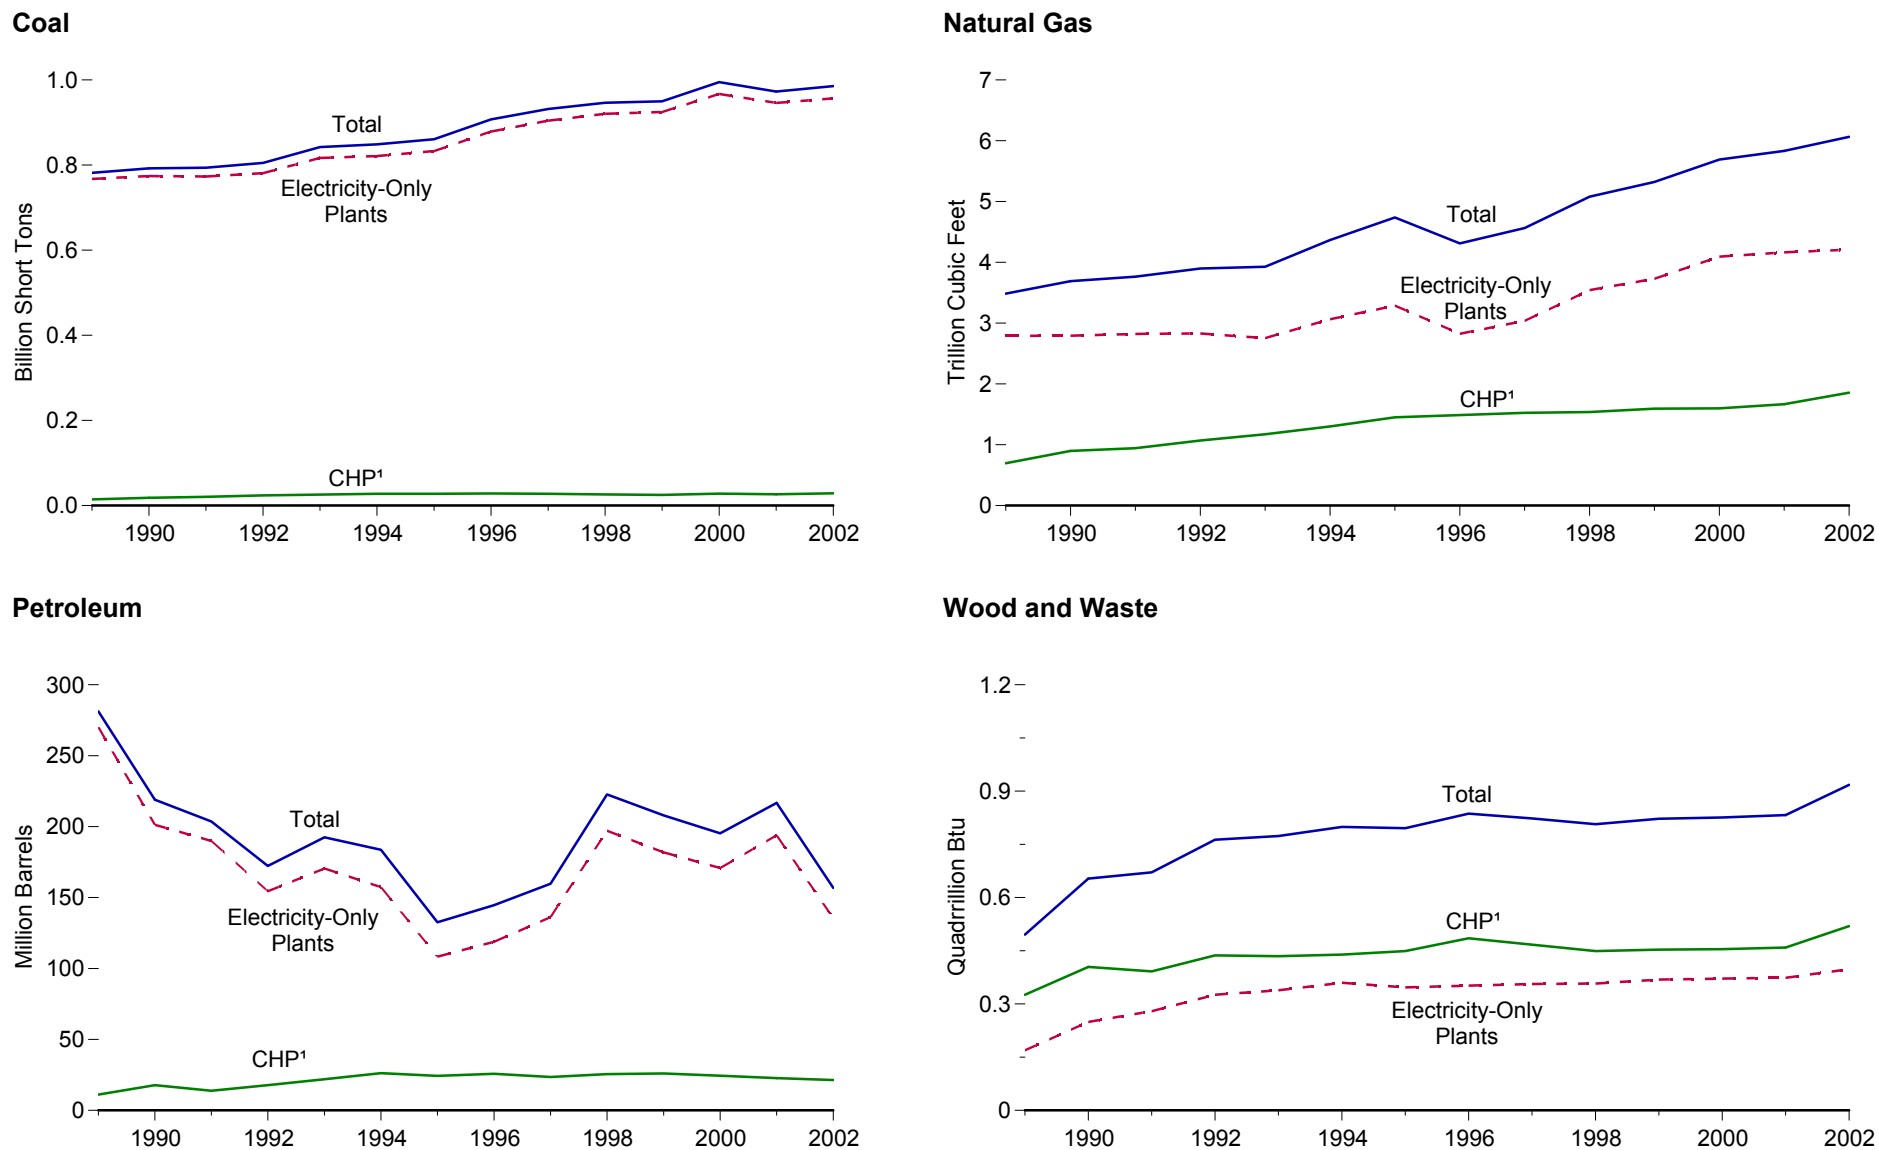 Coal
1.0
0.8
0.6
0.4
0.2
0.0
Billion Short Tons
Total
Electricity-Only
Plants
CHP¹
1990 1992 1994 1996 1998 2000 2002
Natural Gas
7
6
5
4
3
2
1
0
Trillion Cubic Feet
Total
Electricity-Only
Plants
CHP¹
1990 1992 1994 1996 1998 2000 2002
Petroleum
300
250
200
150
100
50
0
Million Barrels
Total
Electricity-Only
Plants
CHP¹
1990 1992 1994 1996 1998 2000 2002
Wood and Waste
1.2
0.9
0.6
0.3
0
Quadrrillion Btu
Total
CHP¹
Electricity-Only
Plants
1990 1992 1994 1996 1998 2000 2002